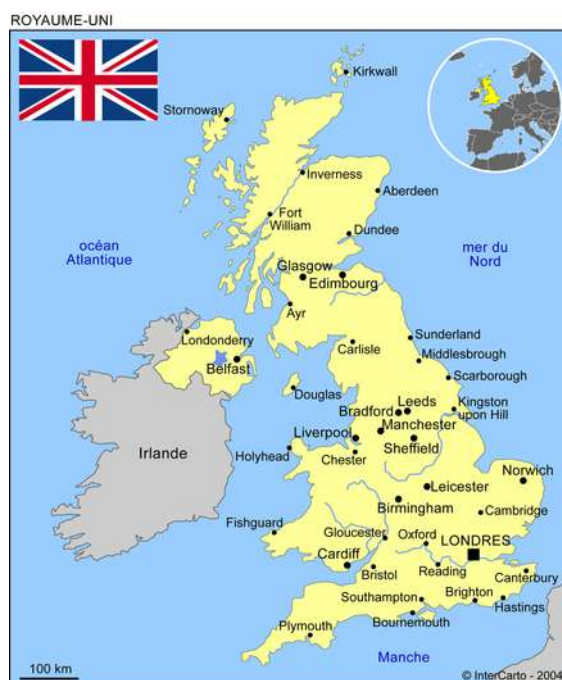 ROYAUME-UNI
Kirkwall
Stornoway
Inverness
Aberdeen
Fort
William
Dundee
océan
Atlantique
mer du
Nord
Glasgow
Edimbourg
Ayr
Londonderry
Sunderland
Carlisle
Middlesbrough
Belfast
Scarborough
Douglas
Leeds
Kingston
upon Hill
Bradford
Manchester
Liverpool
Sheffield
Irlande
Holyhead
Chester
Norwich
Leicester
Birmingham
Cambridge
Fishguard
Gloucester
Oxford
LONDRES
Cardiff
Bristol
Reading
Canterbury
Southampton
Brighton
Hastings
Bournemouth
Plymouth
Manche
100 km
© InterCarto - 2004